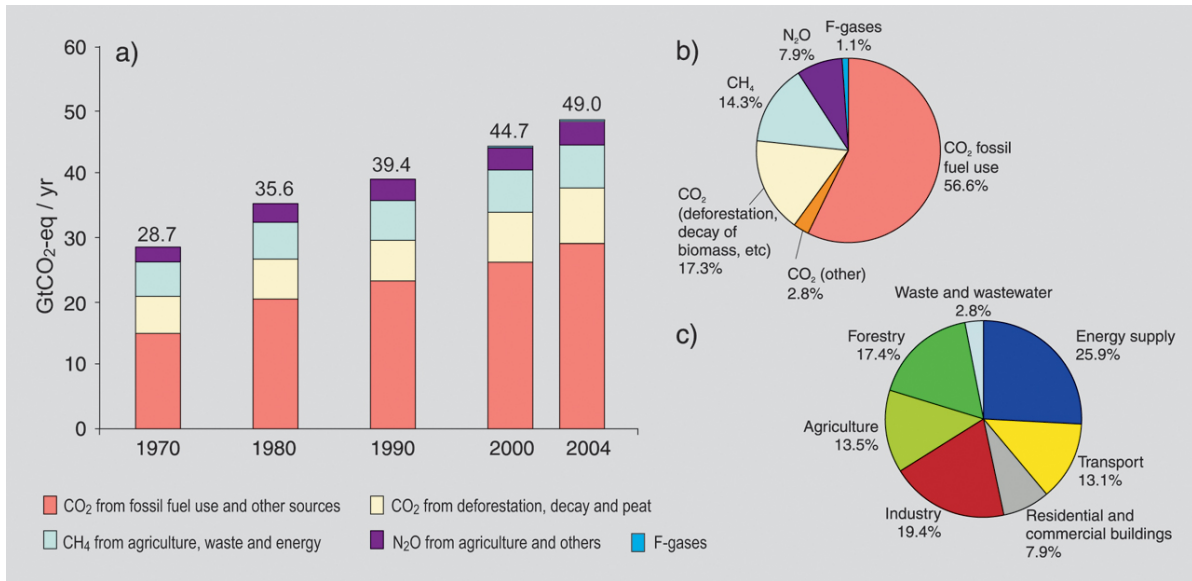 a)
GtCO₂-eq / yr
60
50
40
30
20
10
0
28.7
35.6
39.4
44.7
49.0
1970
1980
1990
2000
2004
CO₂ from fossil fuel use and other sources
CO₂ from deforestation, decay and peat
CH₄ from agriculture, waste and energy
N₂O from agriculture and others
F-gases
b)
F-gases
1.1%
N₂O
7.9%
CH₄
14.3%
CO₂
(deforestation,
decay of
biomass, etc)
17.3%
CO₂ (other)
2.8%
CO₂ fossil
fuel use
56.6%
c)
Waste and wastewater
2.8%
Forestry
17.4%
Energy supply
25.9%
Agriculture
13.5%
Transport
13.1%
Industry
19.4%
Residential and
commercial buildings
7.9%